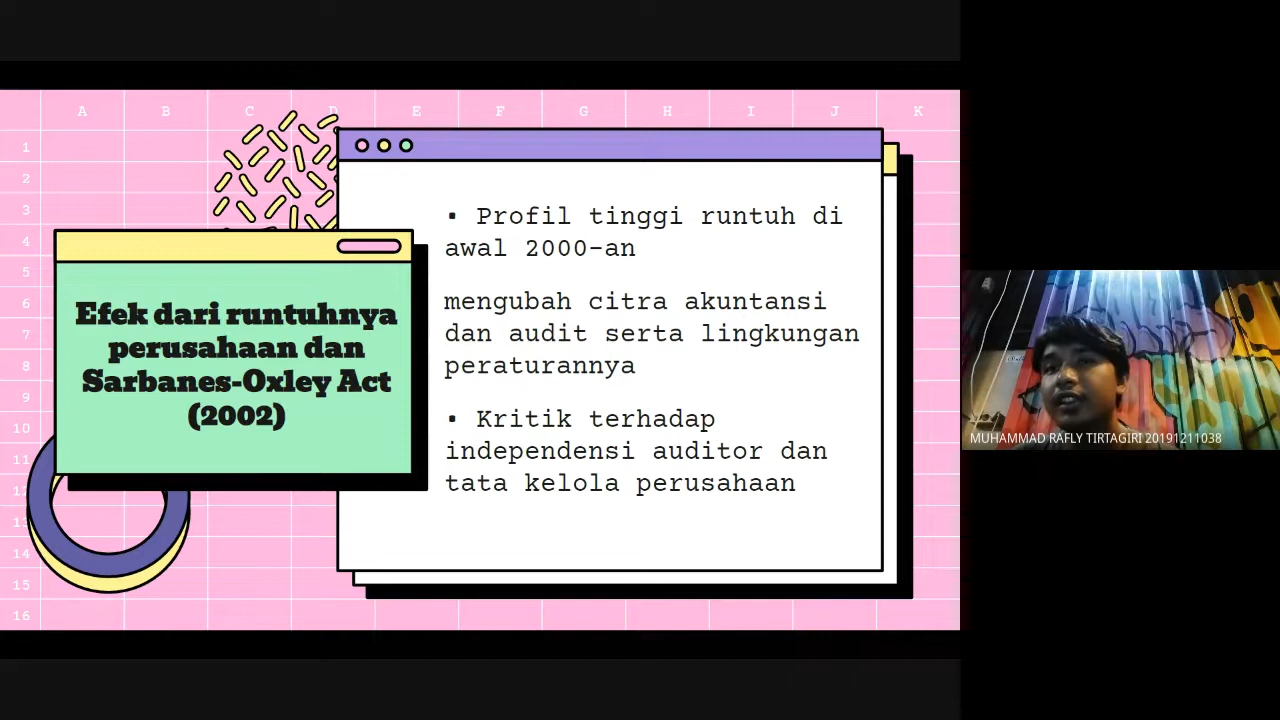 A B C D E F G H I J K
1
2
3
4
5
6
7
8
9
10
11
12
13
14
15
16
Efek dari runtuhnya
perusahaan dan
Sarbanes-Oxley Act
(2002)
▪ Profil tinggi runtuh di
awal 2000-an
mengubah citra akuntansi
dan audit serta lingkungan
peraturannya
▪ Kritik terhadap
independensi auditor dan
tata kelola perusahaan
MUHAMMAD RAFLY TIRTAGIRI 20191211038